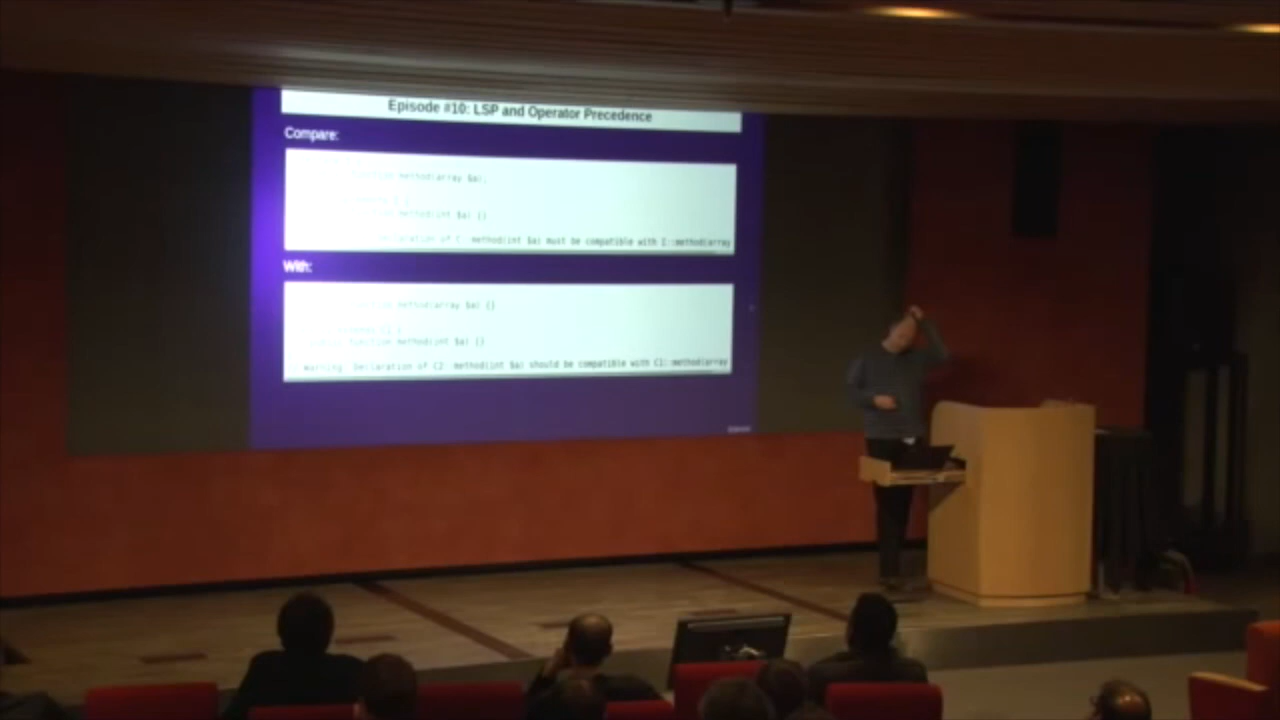 Episode #10: LSP and Operator Precedence
Compare:
function method(array $a);
method(int $a) {}
Declaration of C::method(int $a) must be compatible with I::method(array
With:
function method(array $a) {}
function method(int $a) {}
Warning: Declaration of C2::method(int $a) should be compatible with C1::method(array